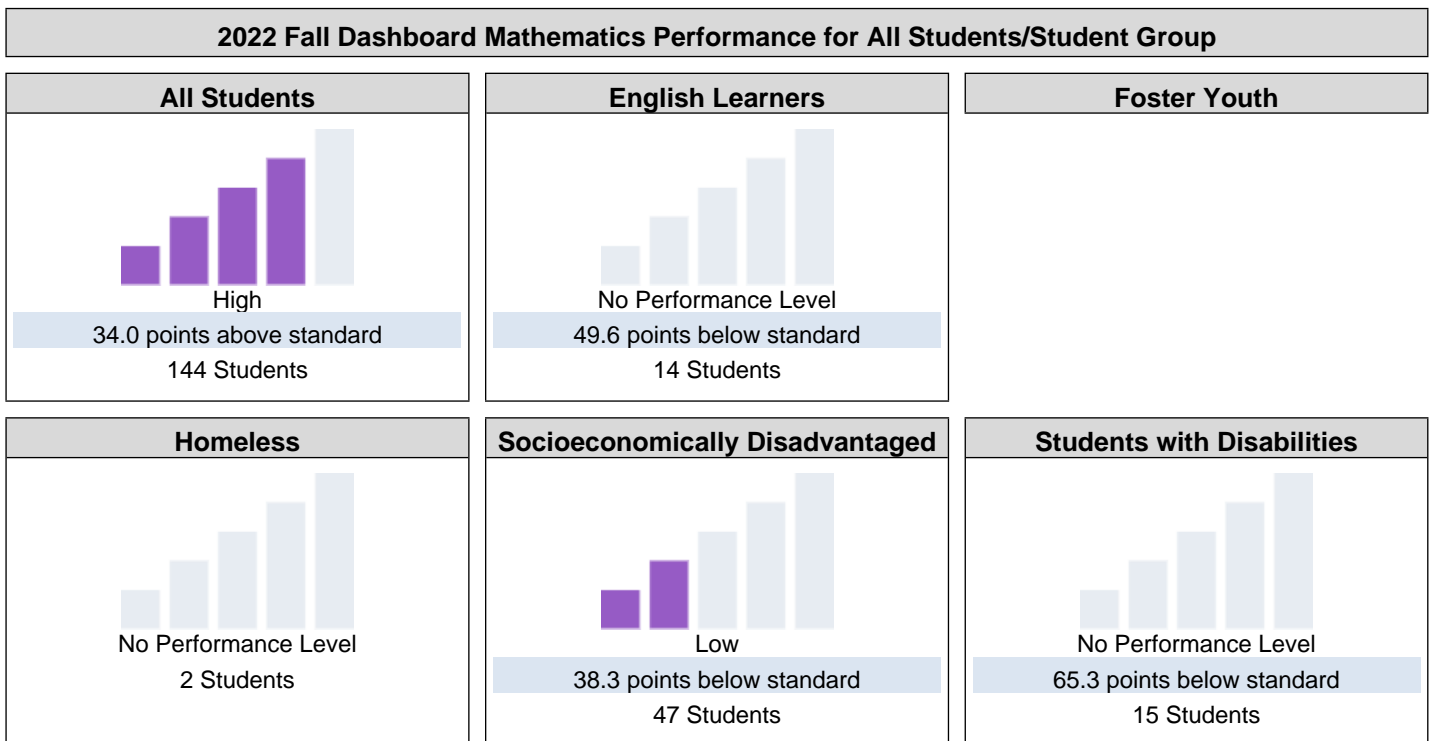 2022 Fall Dashboard Mathematics Performance for All Students/Student Group
All Students
High
34.0 points above standard
144 Students
English Learners
No Performance Level
49.6 points below standard
14 Students
Foster Youth
Homeless
No Performance Level
2 Students
Socioeconomically Disadvantaged
Low
38.3 points below standard
47 Students
Students with Disabilities
No Performance Level
65.3 points below standard
15 Students